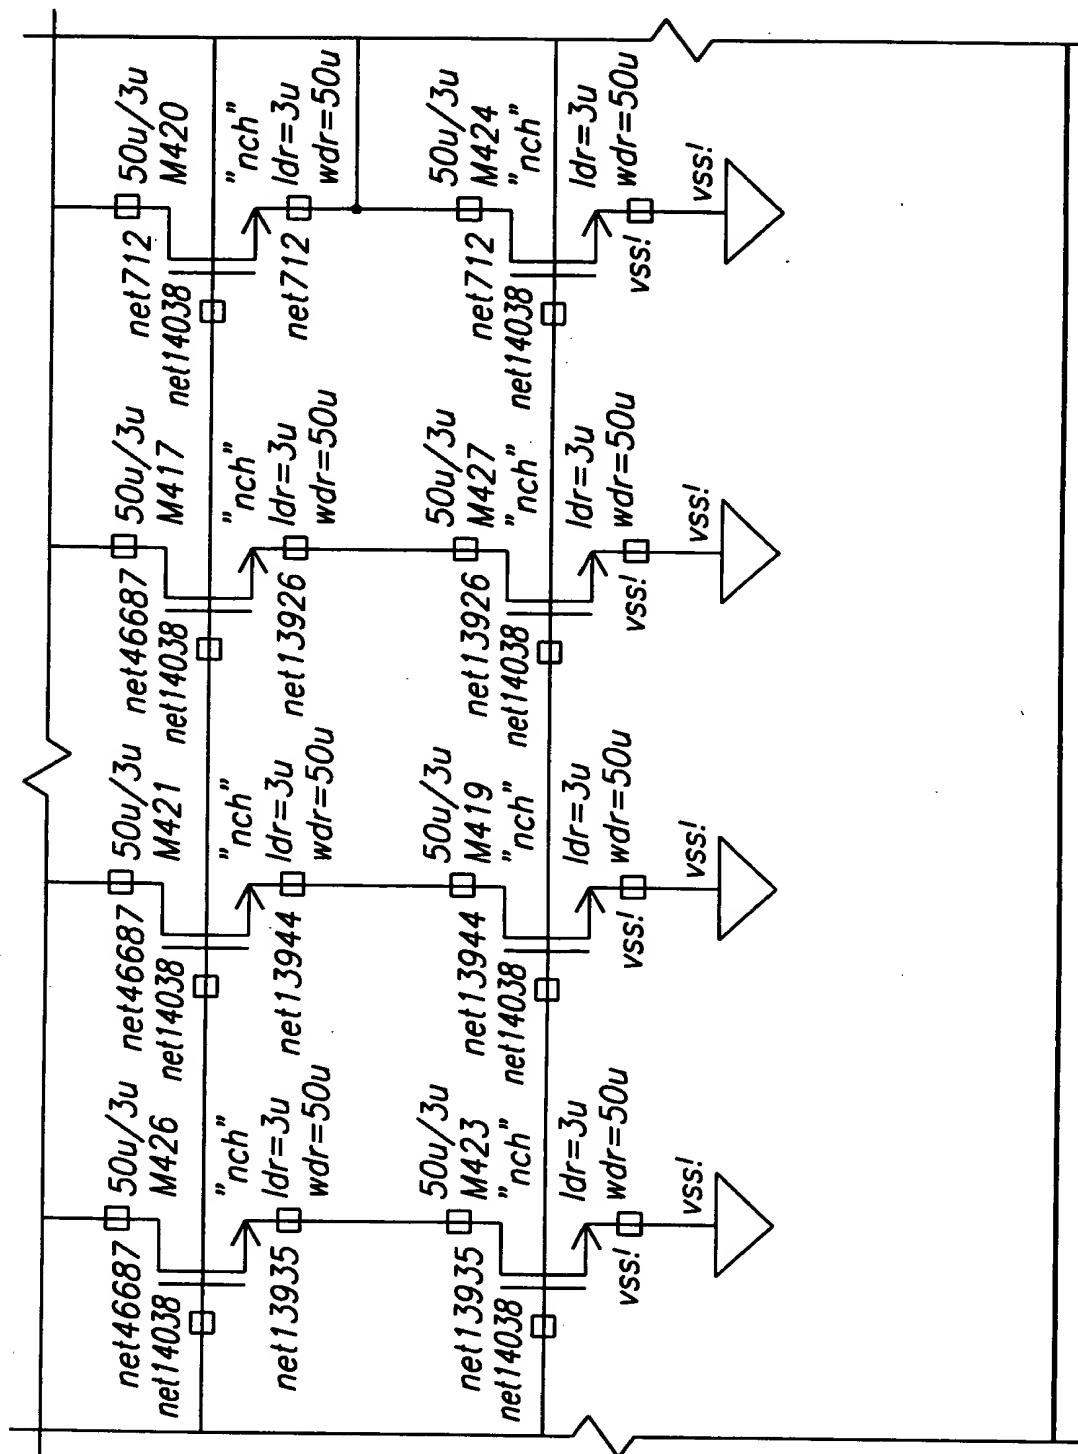 50u/3u
M426
net46687
net14038
"nch"
ldr=3u
wdr=50u
net13935
50u/3u
M423
"nch"
net13935
net14038
ldr=3u
wdr=50u
vss!
vss!
50u/3u
M421
net46687
net14038
"nch"
ldr=3u
wdr=50u
net13944
50u/3u
M419
"nch"
net13944
net14038
ldr=3u
wdr=50u
vss!
vss!
50u/3u
M417
net46687
net14038
"nch"
ldr=3u
wdr=50u
net13926
50u/3u
M427
"nch"
net13926
net14038
ldr=3u
wdr=50u
vss!
vss!
50u/3u
M420
net712
net14038
"nch"
ldr=3u
wdr=50u
net712
50u/3u
M424
"nch"
net712
net14038
ldr=3u
wdr=50u
vss!
vss!